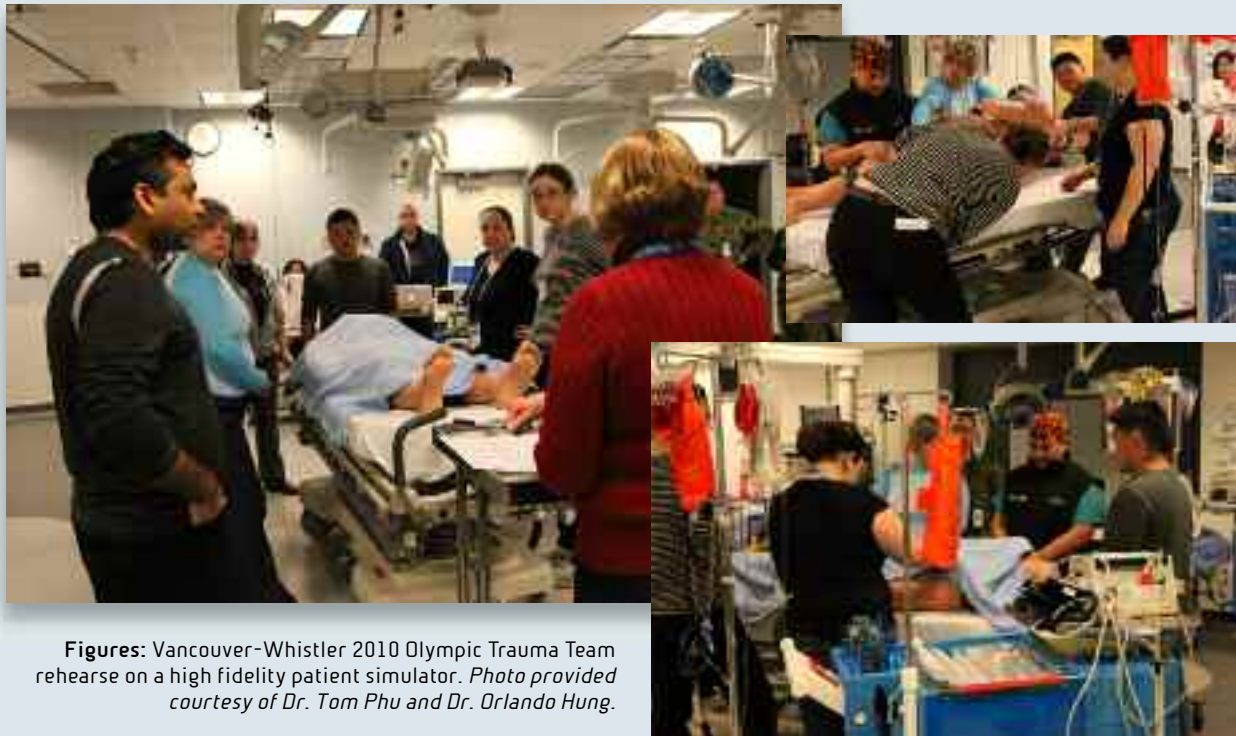 Figures: Vancouver-Whistler 2010 Olympic Trauma Team
rehearse on a high fidelity patient simulator. Photo provided
courtesy of Dr. Tom Phu and Dr. Orlando Hung.